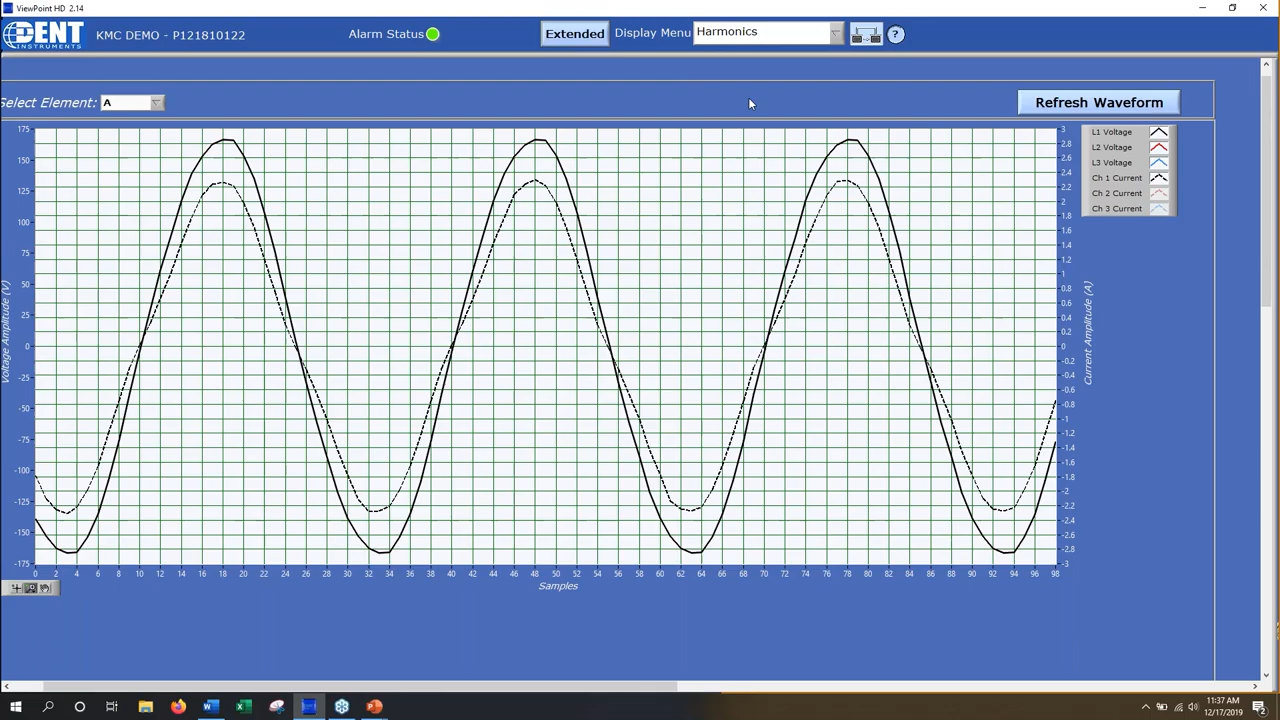 ViewPoint HD 2.14
DENT
INSTRUMENTS
KMC DEMO - P121810122
Alarm Status
Extended
Display Menu
Harmonics
?
Select Element:
A
Refresh Waveform
L1 Voltage
L2 Voltage
L3 Voltage
Ch 1 Current
Ch 2 Current
Ch 3 Current
Voltage Amplitude (V)
175
150
125
100
75
50
25
0
-25
-50
-75
-100
-125
-150
-175
3
2.8
2.6
2.4
2.2
2
1.8
1.6
1.4
1.2
1
0.8
0.6
0.4
0.2
0
-0.2
-0.4
-0.6
-0.8
-1
-1.2
-1.4
-1.6
-1.8
-2
-2.2
-2.4
-2.6
-2.8
-3
Current Amplitude (A)
0 2 4 6 8 10 12 14 16 18 20 22 24 26 28 30 32 34 36 38 40 42 44 46 48 50 52 54 56 58 60 62 64 66 68 70 72 74 76 78 80 82 84 86 88 90 92 94 96 98
Samples
11:37 AM
12/17/2019
2